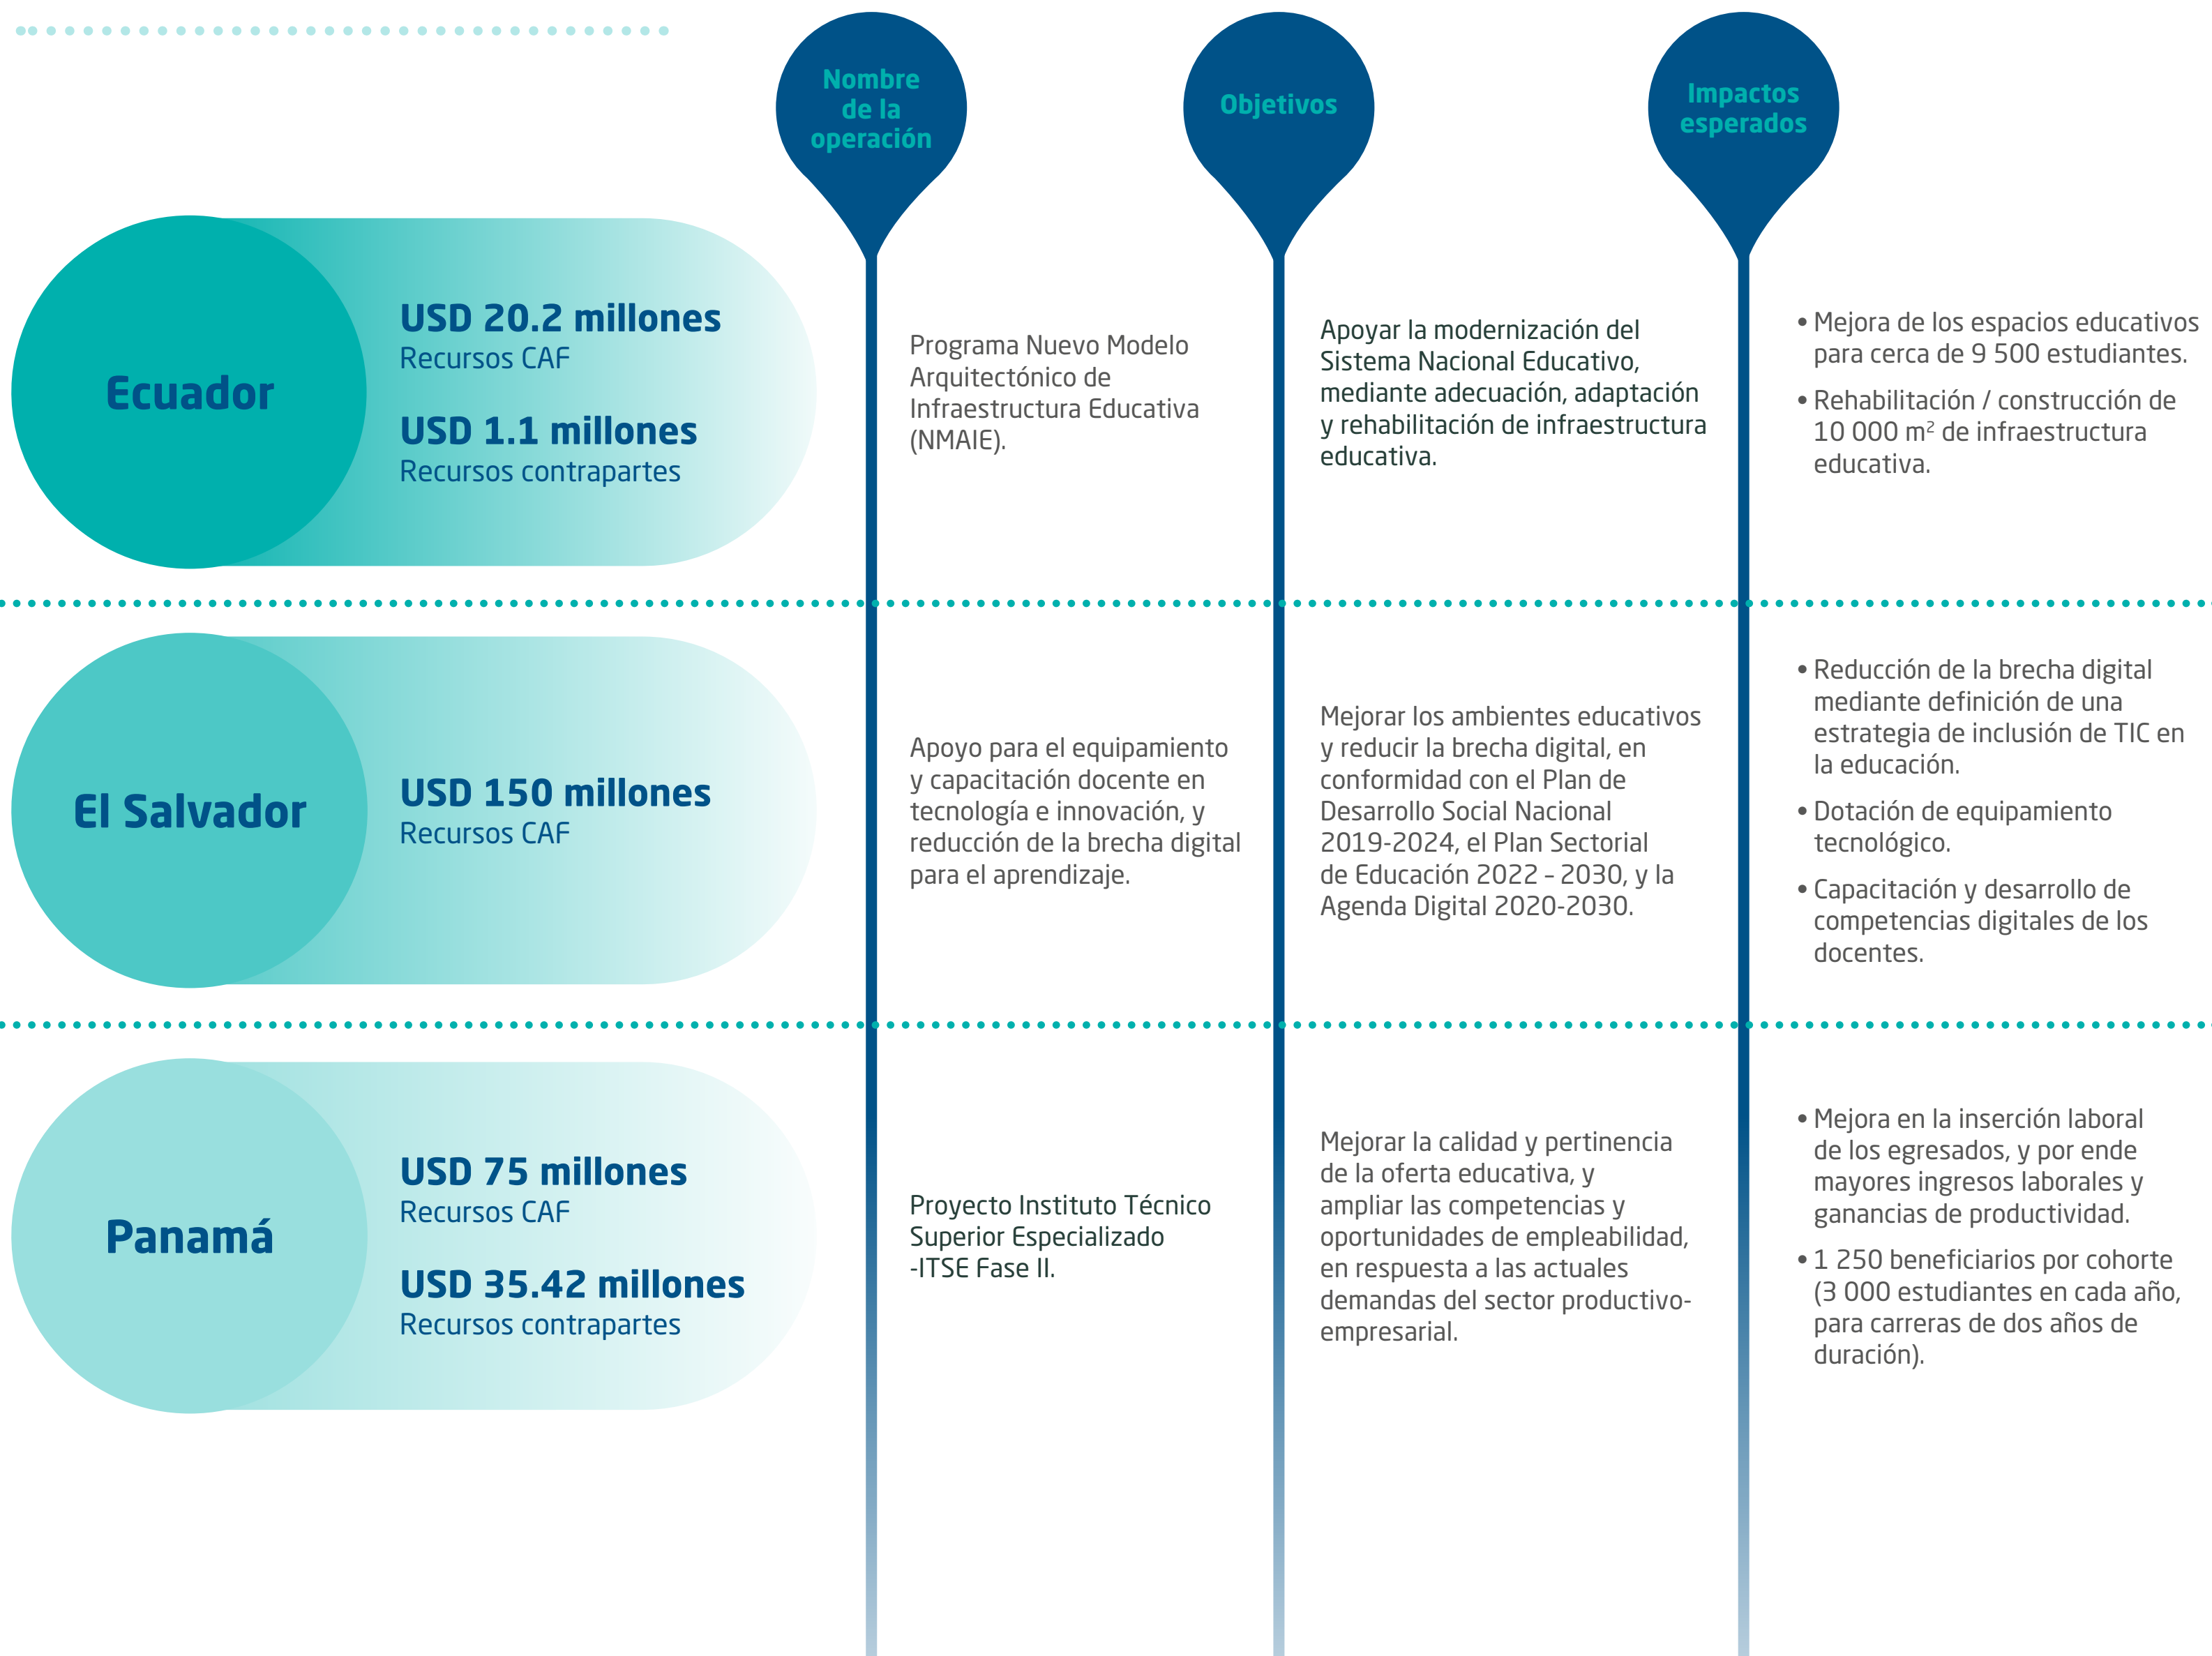 Nombre
de la
operación
Objetivos
Impactos
esperados
Ecuador
USD 20.2 millones
Recursos CAF
USD 1.1 millones
Recursos contrapartes
Programa Nuevo Modelo
Arquitectónico de
Infraestructura Educativa
(NMAIE).
Apoyar la modernización del
Sistema Nacional Educativo,
mediante adecuación, adaptación
y rehabilitación de infraestructura
educativa.
• Mejora de los espacios educativos
para cerca de 9 500 estudiantes.
• Rehabilitación / construcción de
10 000 m² de infraestructura
educativa.
El Salvador
USD 150 millones
Recursos CAF
Apoyo para el equipamiento
y capacitación docente en
tecnología e innovación, y
reducción de la brecha digital
para el aprendizaje.
Mejorar los ambientes educativos
y reducir la brecha digital, en
conformidad con el Plan de
Desarrollo Social Nacional
2019-2024, el Plan Sectorial
de Educación 2022 – 2030, y la
Agenda Digital 2020-2030.
• Reducción de la brecha digital
mediante definición de una
estrategia de inclusión de TIC en
la educación.
• Dotación de equipamiento
tecnológico.
• Capacitación y desarrollo de
competencias digitales de los
docentes.
Panamá
USD 75 millones
Recursos CAF
USD 35.42 millones
Recursos contrapartes
Proyecto Instituto Técnico
Superior Especializado
-ITSE Fase II.
Mejorar la calidad y pertinencia
de la oferta educativa, y
ampliar las competencias y
oportunidades de empleabilidad,
en respuesta a las actuales
demandas del sector productivo-
empresarial.
• Mejora en la inserción laboral
de los egresados, y por ende
mayores ingresos laborales y
ganancias de productividad.
• 1 250 beneficiarios por cohorte
(3 000 estudiantes en cada año,
para carreras de dos años de
duración).